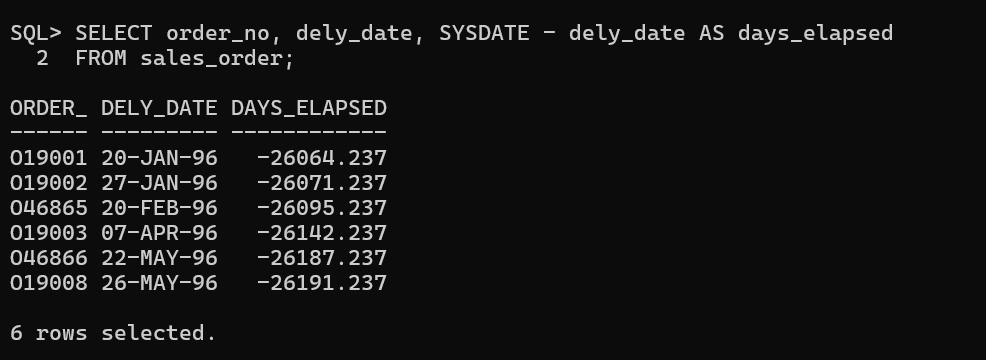 SQL> SELECT order_no, dely_date, SYSDATE - dely_date AS days_elapsed
  2  FROM sales_order;
ORDER_ DELY_DATE DAYS_ELAPSED
------ --------- ------------
O19001 20-JAN-96   -26064.237
O19002 27-JAN-96   -26071.237
O46865 20-FEB-96   -26095.237
O19003 07-APR-96   -26142.237
O46866 22-MAY-96   -26187.237
O19008 26-MAY-96   -26191.237
6 rows selected.